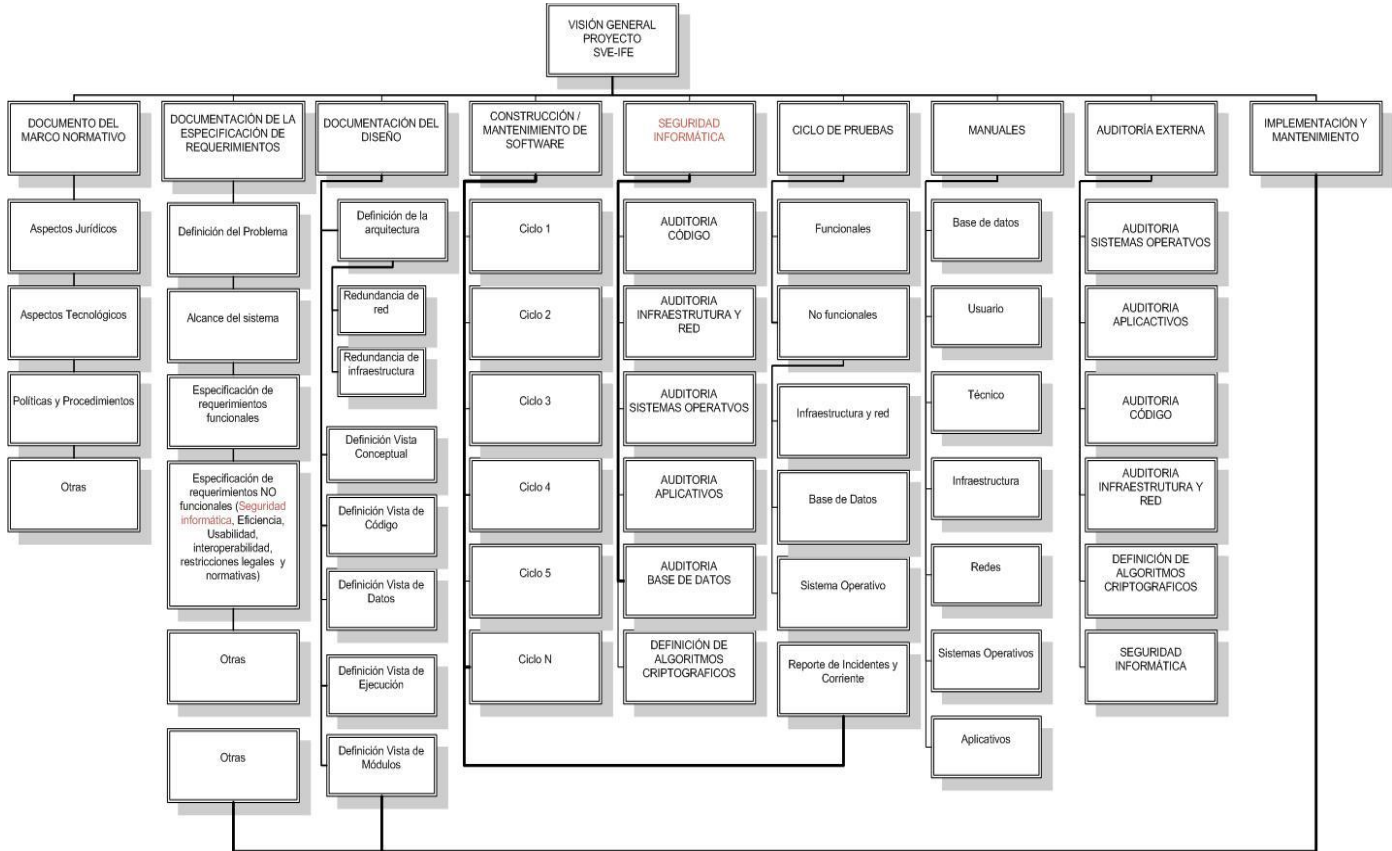 VISIÓN GENERAL
PROYECTO
SVE-IFE
DOCUMENTO DEL
MARCO NORMATIVO
Aspectos Jurídicos
Aspectos Tecnológicos
Políticas y Procedimientos
Otras
DOCUMENTACIÓN DE LA
ESPECIFICACIÓN DE
REQUERIMIENTOS
Definición del Problema
Alcance del sistema
Especificación de
requerimientos
funcionales
Especificación de
requerimientos NO
funcionales (Seguridad
informática, Eficiencia,
Usabilidad,
interoperabilidad,
restricciones legales y
normativas)
Otras
Otras
DOCUMENTACIÓN DEL
DISEÑO
Definición de la
arquitectura
Redundancia de
red
Redundancia de
infraestructura
Definición Vista
Conceptual
Definición Vista de
Código
Definición Vista de
Datos
Definición Vista de
Ejecución
Definición Vista de
Módulos
CONSTRUCCIÓN /
MANTENIMIENTO DE
SOFTWARE
Ciclo 1
Ciclo 2
Ciclo 3
Ciclo 4
Ciclo 5
Ciclo N
SEGURIDAD
INFORMÁTICA
AUDITORIA
CÓDIGO
AUDITORIA
INFRAESTRUTURA Y
RED
AUDITORIA
SISTEMAS OPERATVOS
AUDITORIA
APLICATIVOS
AUDITORIA
BASE DE DATOS
DEFINICIÓN DE
ALGORITMOS
CRIPTOGRAFICOS
CICLO DE PRUEBAS
Funcionales
No funcionales
Infraestructura y red
Base de Datos
Sistema Operativo
Reporte de Incidentes y
Corriente
MANUALES
Base de datos
Usuario
Técnico
Infraestructura
Redes
Sistemas Operativos
Aplicativos
AUDITORÍA EXTERNA
AUDITORIA
SISTEMAS OPERATVOS
AUDITORIA
APLICACTIVOS
AUDITORIA
CÓDIGO
AUDITORIA
INFRAESTRUTURA Y
RED
DEFINICIÓN DE
ALGORITMOS
CRIPTOGRAFICOS
SEGURIDAD
INFORMÁTICA
IMPLEMENTACIÓN Y
MANTENIMIENTO